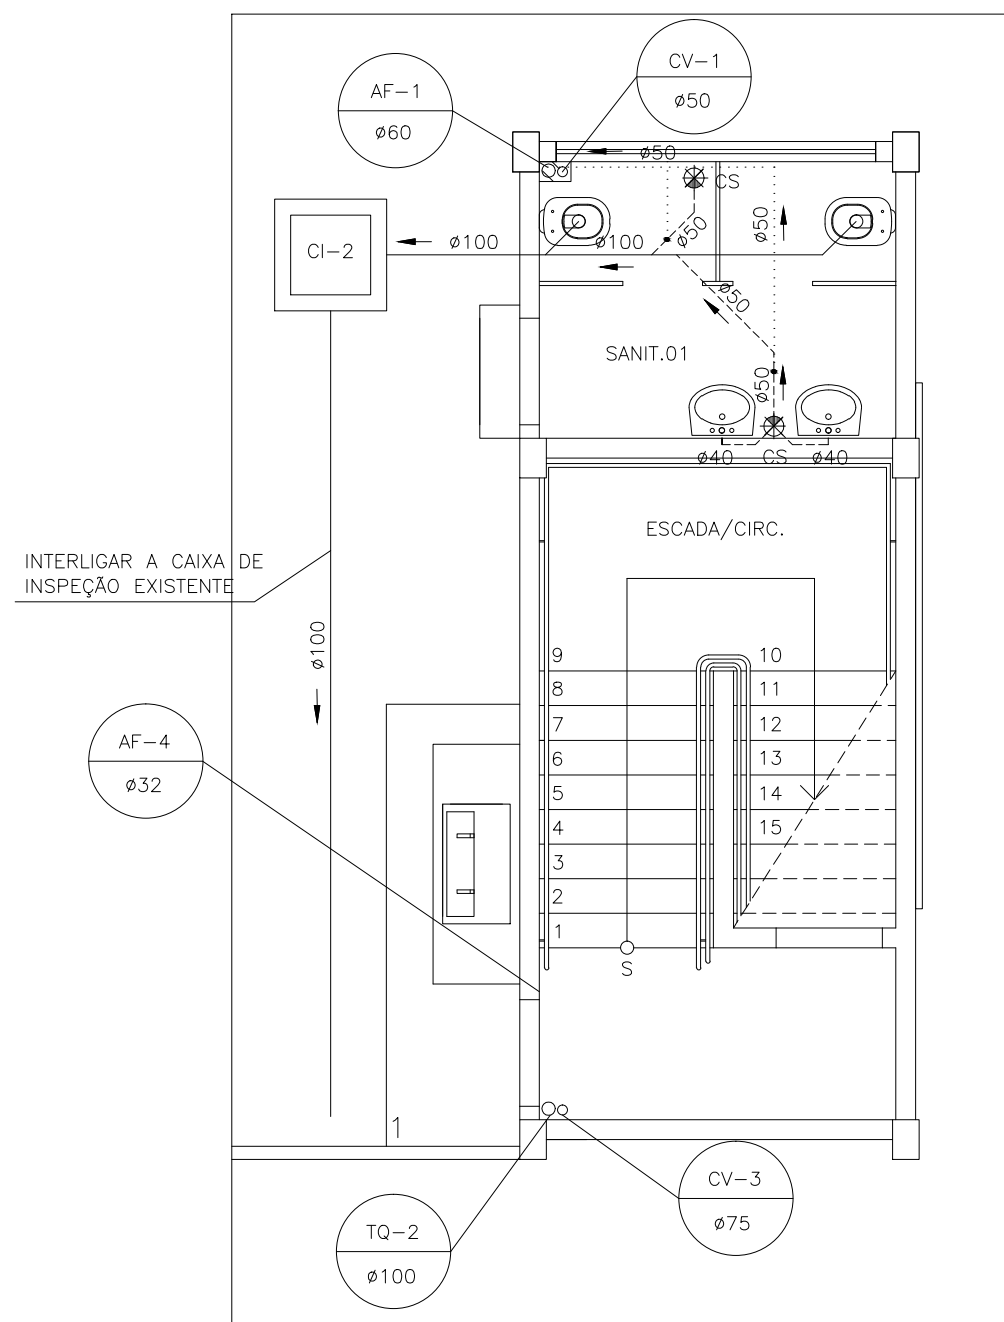 CV-1
ø50
AF-1
ø60
ø50
CS
ø50
ø50
CI-2
ø100
ø100
ø50
SANIT.01
ø50
ø40
CS
ø40
ESCADA/CIRC.
INTERLIGAR A CAIXA DE
INSPEÇÃO EXISTENTE
ø100
9
10
8
11
7
12
6
13
5
14
4
15
3
2
1
S
AF-4
ø32
1
CV-3
ø75
TQ-2
ø100